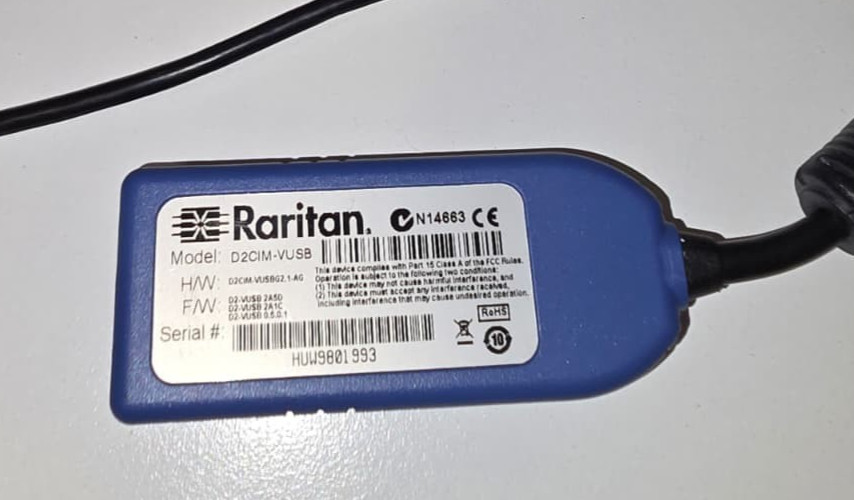 Raritan. N14663 CE
Model: D2CIM-VUSB
This device complies with Part 15 Class A of the FCC Rules.
Operation is subject to the following two conditions:
(1) This device may not cause harmful interference, and
(2) This device must accept any interference received,
including interference that may cause undesired operation.
H/W: D2CIM-VUSBG2.1-AG
F/W: D2-VUSB 2A5D
D2-VUSB 2A1C
D2-VUSB 0.5.0.1
RoHS
Serial #:
10
HUW9801993